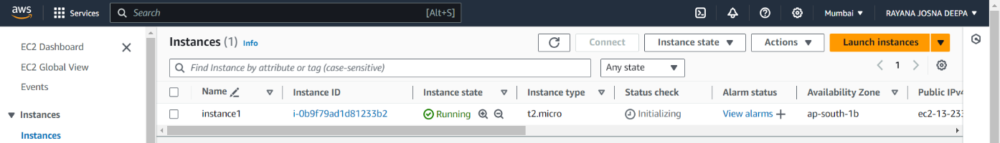 aws Services Search [Alt+S] Mumbai RAYANA JOSNA DEEPA
EC2 Dashboard
EC2 Global View
Events
Instances
Instances
Instances (1) Info Connect Instance state Actions Launch instances
Find Instance by attribute or tag (case-sensitive) Any state 1
Name Instance ID Instance state Instance type Status check Alarm status Availability Zone Public IPv4
instance1 i-0b9f79ad1d81233b2 Running t2.micro Initializing View alarms ap-south-1b ec2-13-233